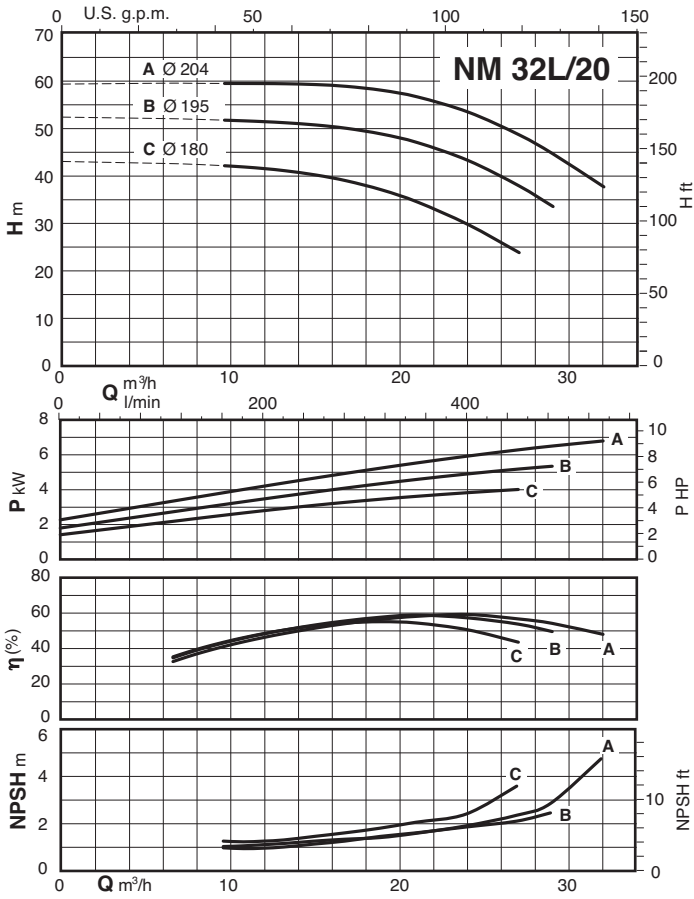 0 U.S. g.p.m. 50 100 150
NM 32L/20
A Ø 204
B Ø 195
C Ø 180
H m
70
60
50
40
30
20
10
0
H ft
200
150
100
50
0
0 10 20 30
Q m³/h
l/min
0 200 400
P kW
8
6
4
2
0
P HP
10
8
6
4
2
0
A
B
C
η (%)
80
60
40
20
0
C B A
NPSH m
6
4
2
0
NPSH ft
10
0
A
C
B
0 Q m³/h 10 20 30